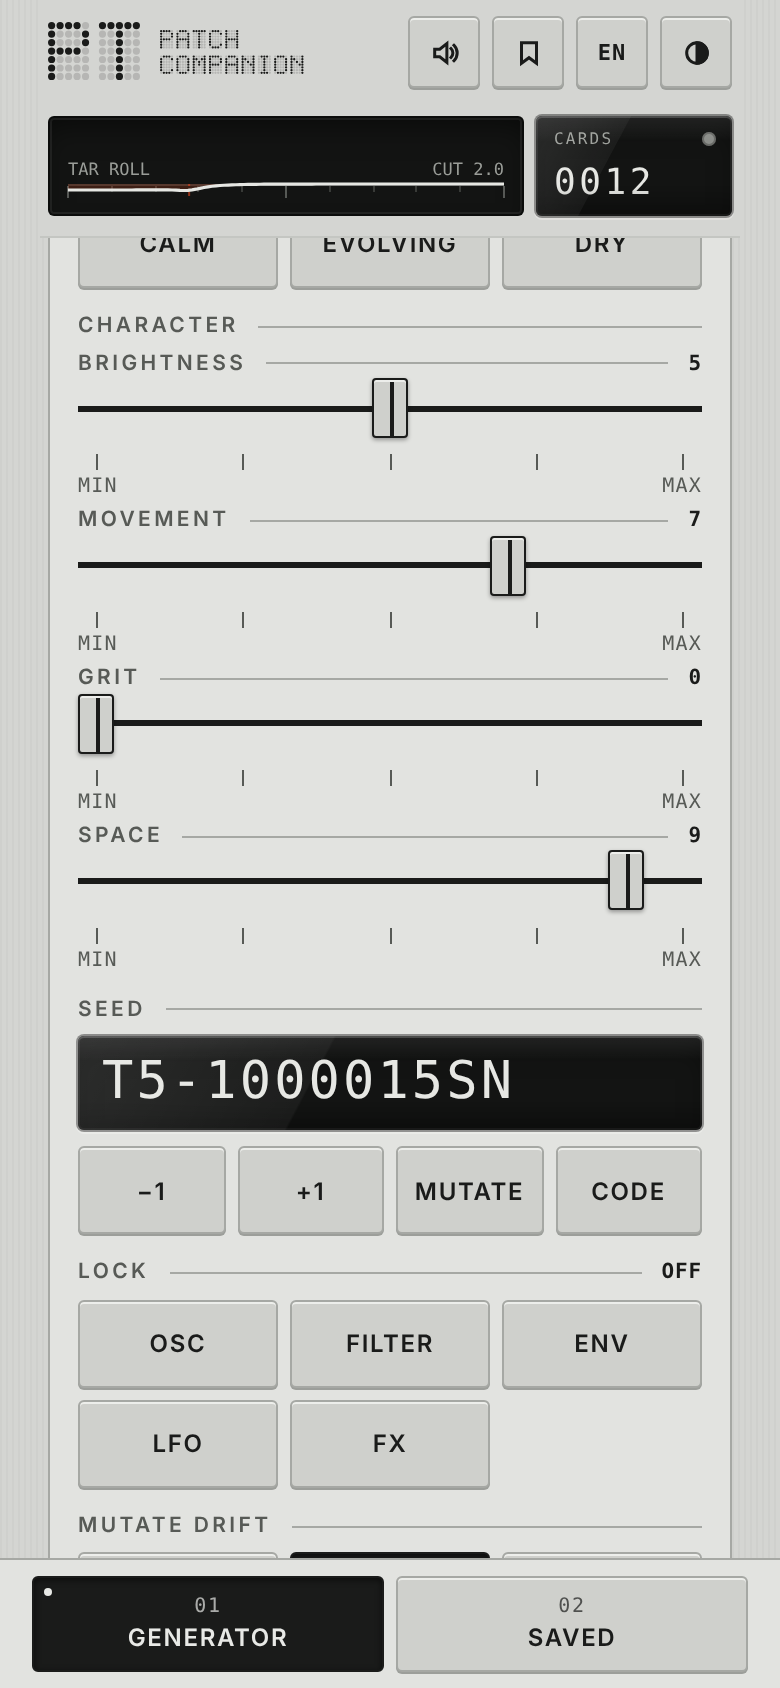 PT PATCH COMPANION
EN
TAR ROLL CUT 2.0
CARDS
0012
CALM EVOLVING DRY
CHARACTER
BRIGHTNESS 5
MIN MAX
MOVEMENT 7
MIN MAX
GRIT 0
MIN MAX
SPACE 9
MIN MAX
SEED
T5-1000015SN
−1 +1 MUTATE CODE
LOCK OFF
OSC FILTER ENV
LFO FX
MUTATE DRIFT
01 02
GENERATOR SAVED